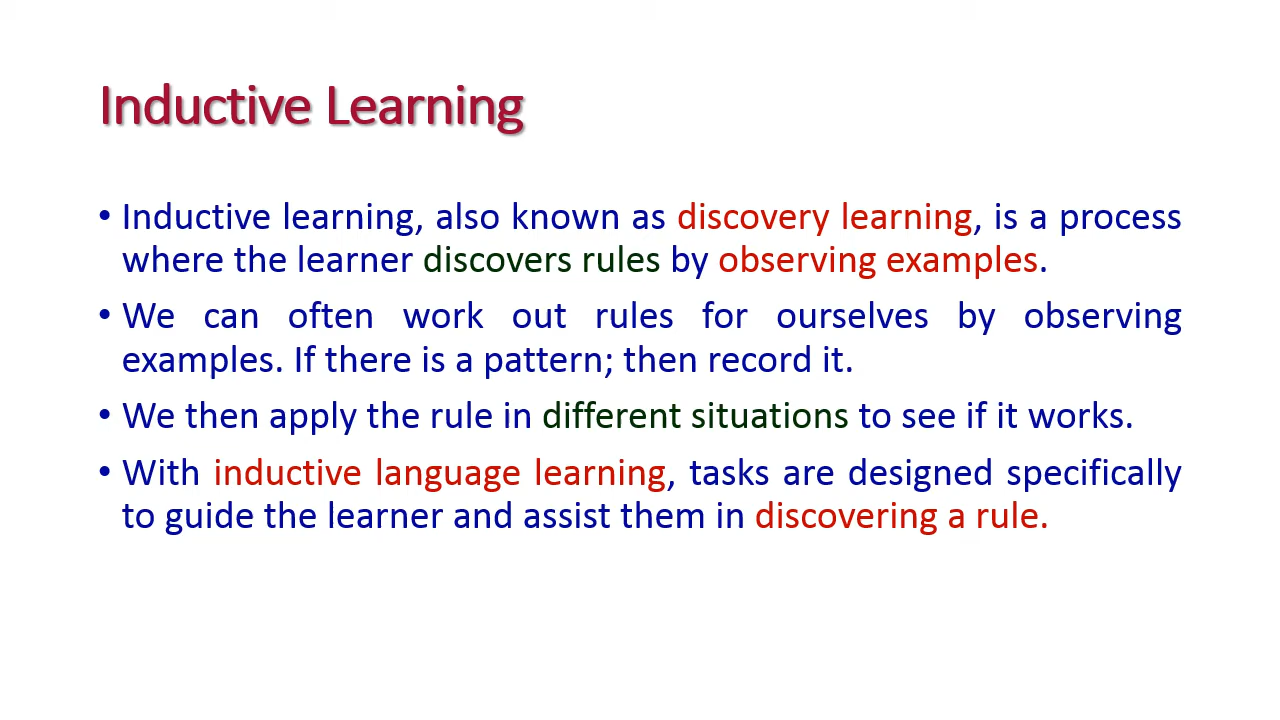 Inductive Learning
• Inductive learning, also known as discovery learning, is a process
where the learner discovers rules by observing examples.
• We can often work out rules for ourselves by observing
examples. If there is a pattern; then record it.
• We then apply the rule in different situations to see if it works.
• With inductive language learning, tasks are designed specifically
to guide the learner and assist them in discovering a rule.